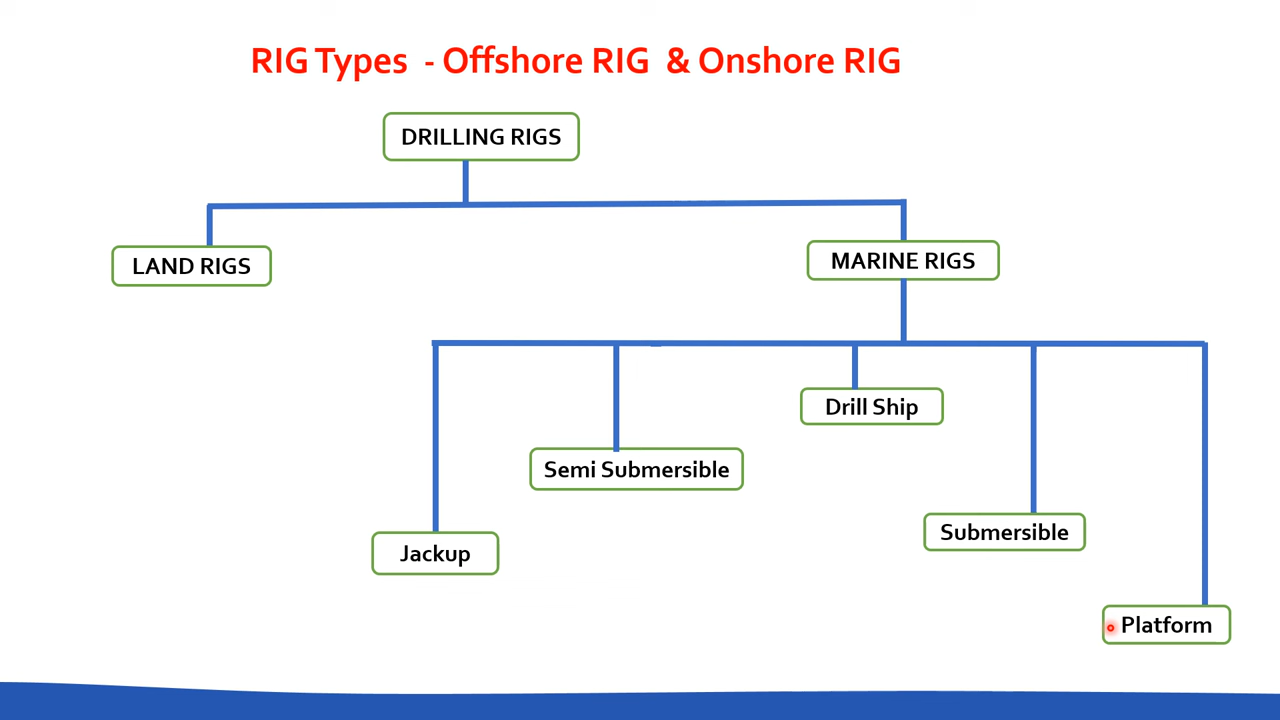 RIG Types - Offshore RIG & Onshore RIG
DRILLING RIGS
LAND RIGS
MARINE RIGS
Drill Ship
Semi Submersible
Submersible
Jackup
Platform